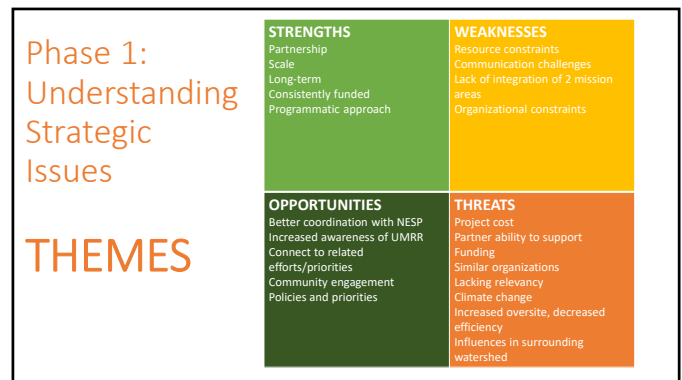 Phase 1:
Understanding
Strategic
Issues
THEMES
STRENGTHS
Partnership
Scale
Long-term
Consistently funded
Programmatic approach
WEAKNESSES
Resource constraints
Communication challenges
Lack of integration of 2 mission
areas
Organizational constraints
OPPORTUNITIES
Better coordination with NESP
Increased awareness of UMRR
Connect to related
efforts/priorities
Community engagement
Policies and priorities
THREATS
Project cost
Partner ability to support
Funding
Similar organizations
Lacking relevancy
Climate change
Increased oversite, decreased
efficiency
Influences in surrounding
watershed